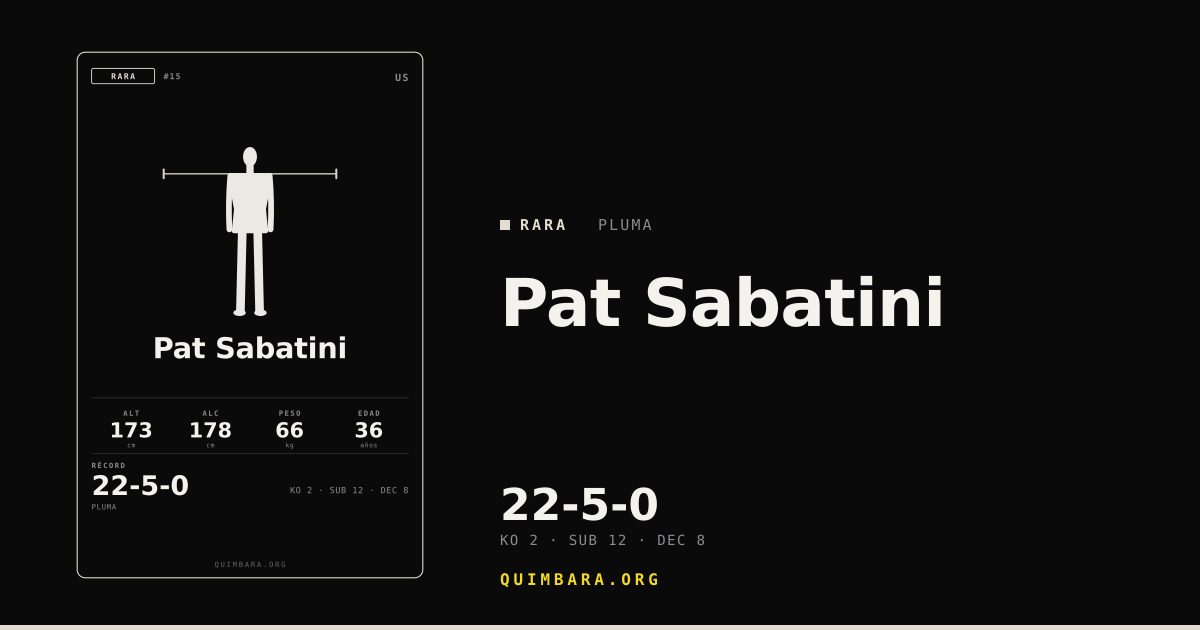 RARA #15 US
Pat Sabatini
ALT ALC PESO EDAD
173 178 66 36
cm cm kg años
RÉCORD
22-5-0 KO 2 · SUB 12 · DEC 8
PLUMA
QUIMBARA.ORG
RARA PLUMA
Pat Sabatini
22-5-0
KO 2 · SUB 12 · DEC 8
QUIMBARA.ORG